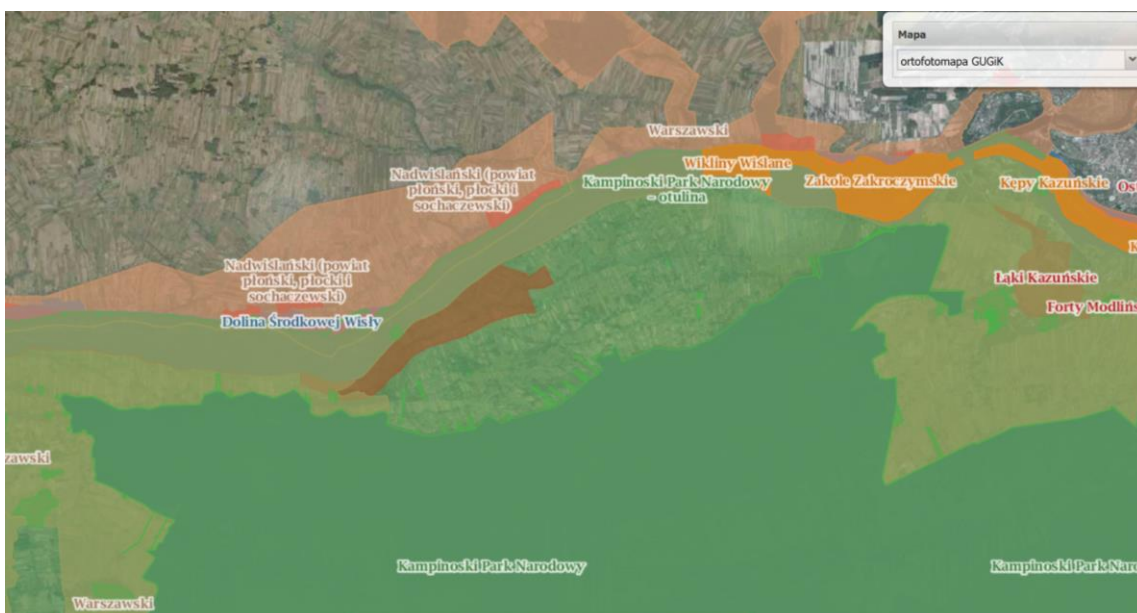 Mapa
ortofotomapa GUGiK
Warszawski
Wikliny Wiślane
Nadwiślański (powiat
płoński, płocki i
sochaczewski)
Kampinoski Park Narodowy
– otulina
Zakole Zakroczymskie
Kępy Kazuńskie
Nadwiślański (powiat
płoński, płocki i
sochaczewski)
Łąki Kazuńskie
Forty Modlińs
Dolina Środkowej Wisły
zawski
Kampinoski Park Narodowy
Kampinoski Park Naro
Warszawski